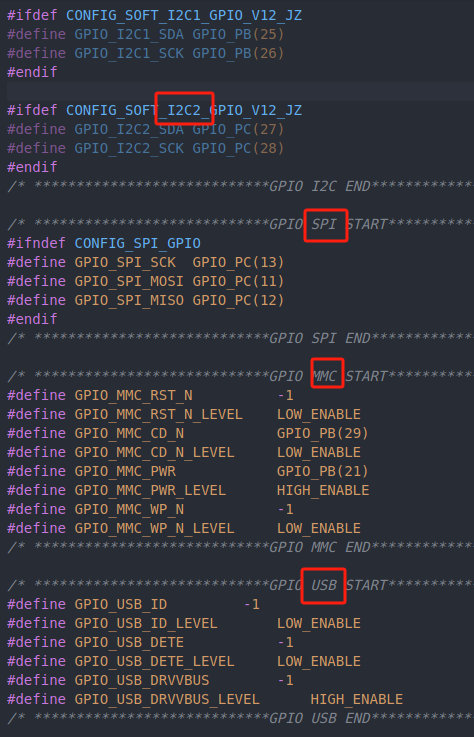 #ifdef CONFIG_SOFT_I2C1_GPIO_V12_JZ
#define GPIO_I2C1_SDA GPIO_PB(25)
#define GPIO_I2C1_SCK GPIO_PB(26)
#endif
#ifdef CONFIG_SOFT_I2C2_GPIO_V12_JZ
#define GPIO_I2C2_SDA GPIO_PC(27)
#define GPIO_I2C2_SCK GPIO_PC(28)
#endif
/* ****************************GPIO I2C END************
/* ****************************GPIO SPI START**********
#ifndef CONFIG_SPI_GPIO
#define GPIO_SPI_SCK  GPIO_PC(13)
#define GPIO_SPI_MOSI GPIO_PC(11)
#define GPIO_SPI_MISO GPIO_PC(12)
#endif
/* ****************************GPIO SPI END************
/* ****************************GPIO MMC START**********
#define GPIO_MMC_RST_N          -1
#define GPIO_MMC_RST_N_LEVEL    LOW_ENABLE
#define GPIO_MMC_CD_N           GPIO_PB(29)
#define GPIO_MMC_CD_N_LEVEL     LOW_ENABLE
#define GPIO_MMC_PWR            GPIO_PB(21)
#define GPIO_MMC_PWR_LEVEL      HIGH_ENABLE
#define GPIO_MMC_WP_N           -1
#define GPIO_MMC_WP_N_LEVEL     LOW_ENABLE
/* ****************************GPIO MMC END************
/* ****************************GPIO USB START**********
#define GPIO_USB_ID         -1
#define GPIO_USB_ID_LEVEL       LOW_ENABLE
#define GPIO_USB_DETE           -1
#define GPIO_USB_DETE_LEVEL     LOW_ENABLE
#define GPIO_USB_DRVVBUS        -1
#define GPIO_USB_DRVVBUS_LEVEL      HIGH_ENABLE
/* ****************************GPIO USB END************